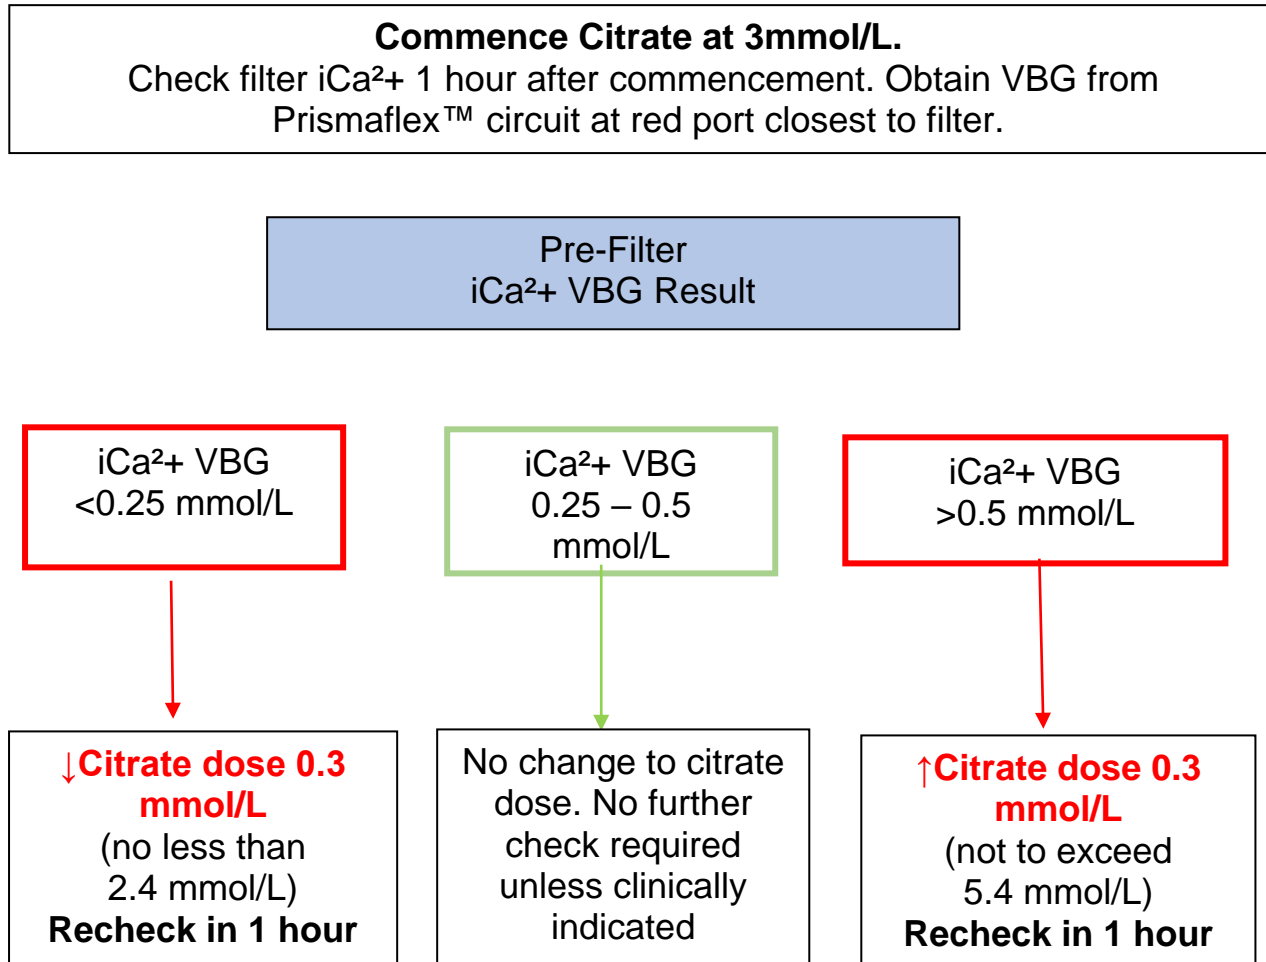 Commence Citrate at 3mmol/L.
Check filter iCa²+ 1 hour after commencement. Obtain VBG from
Prismaflex™ circuit at red port closest to filter.
Pre-Filter
iCa²+ VBG Result
iCa²+ VBG
<0.25 mmol/L
iCa²+ VBG
0.25 – 0.5
mmol/L
iCa²+ VBG
>0.5 mmol/L
↓Citrate dose 0.3
mmol/L
(no less than
2.4 mmol/L)
Recheck in 1 hour
No change to citrate
dose. No further
check required
unless clinically
indicated
↑Citrate dose 0.3
mmol/L
(not to exceed
5.4 mmol/L)
Recheck in 1 hour